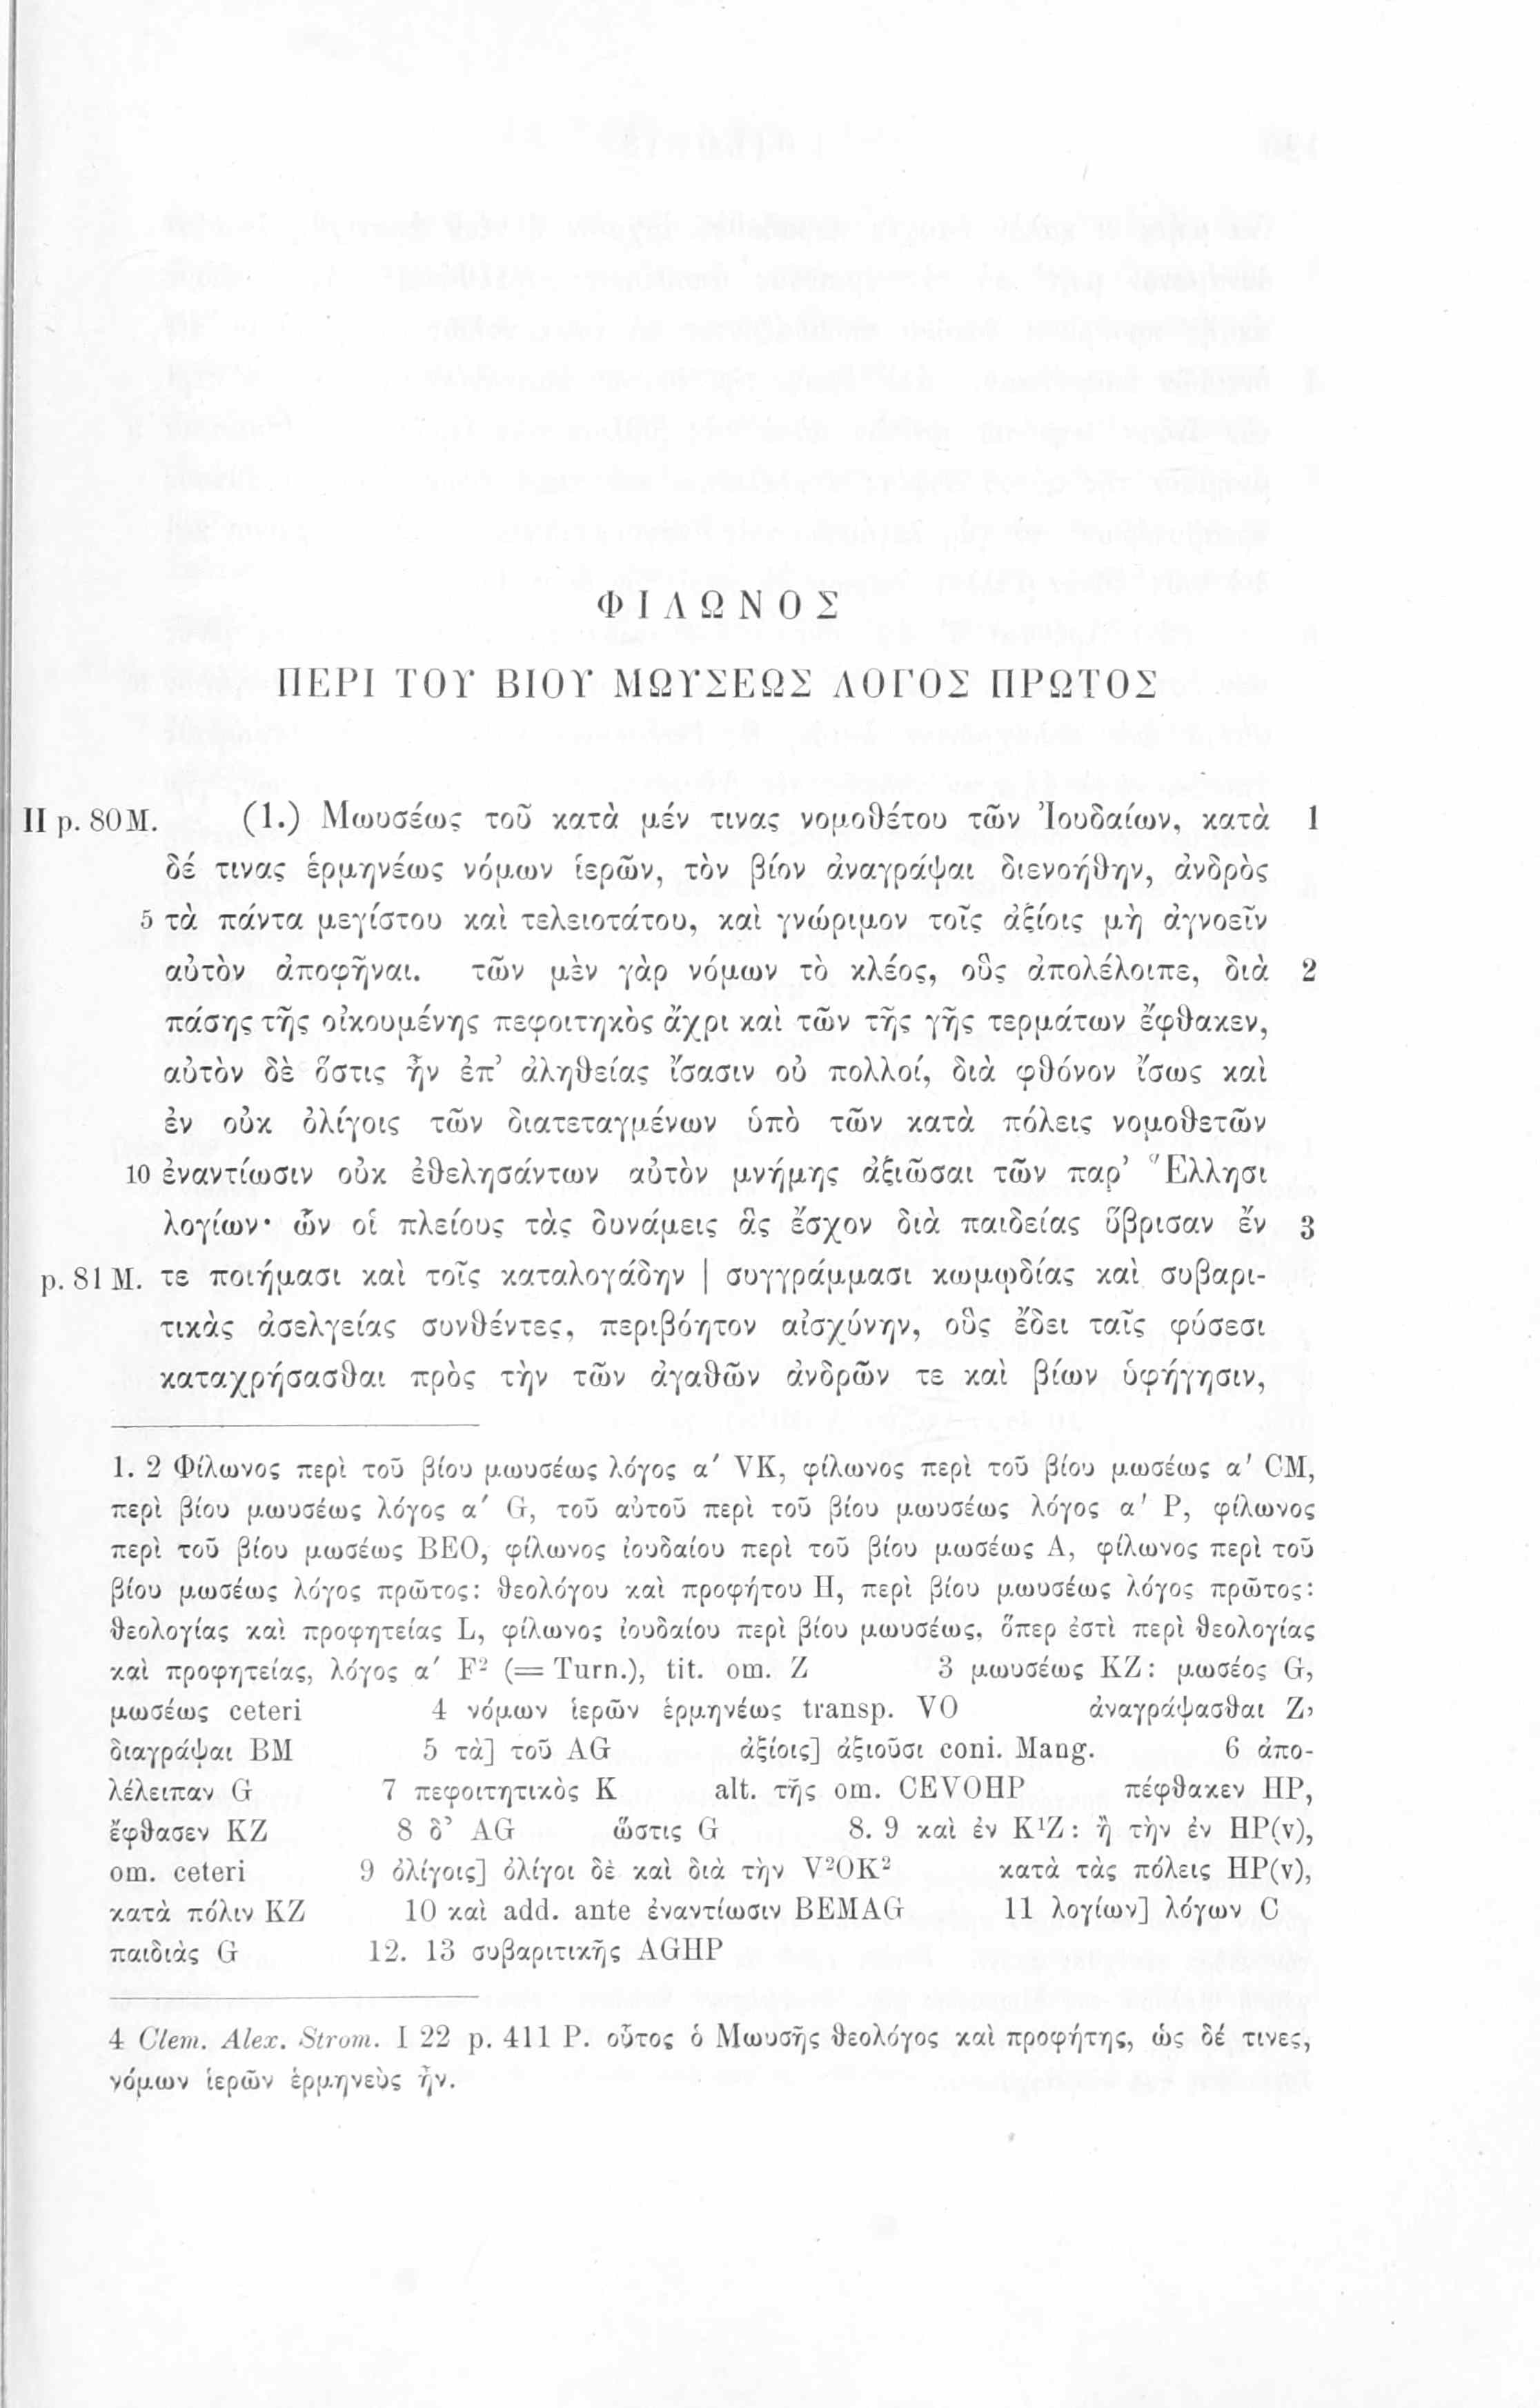 ΦΙΛΩΝΟΣ
ΠΕΡΙ ΤΟΥ ΒΙΟΥ ΜΩΥΣΕΩΣ ΛΟΓΟΣ ΠΡΩΤΟΣ
II p. 80 M. (1.) Μωυσέως τοῦ κατὰ μέν τινας νομοθέτου τῶν Ἰουδαίων, κατὰ 1
δέ τινας ἑρμηνέως νόμων ἱερῶν, τὸν βίον ἀναγράψαι διενοήθην, ἀνδρὸς
5 τὰ πάντα μεγίστου καὶ τελειοτάτου, καὶ γνώριμον τοῖς ἀξίοις μὴ ἀγνοεῖν
αὐτὸν ἀποφῆναι. τῶν μὲν γὰρ νόμων τὸ κλέος, οὓς ἀπολέλοιπε, διὰ 2
πάσης τῆς οἰκουμένης πεφοιτηκὸς ἄχρι καὶ τῶν τῆς γῆς τερμάτων ἔφθακεν,
αὐτὸν δὲ ὅστις ἦν ἐπ’ ἀληθείας ἴσασιν οὐ πολλοί, διὰ φθόνον ἴσως καὶ
ἐν οὐκ ὀλίγοις τῶν διατεταγμένων ὑπὸ τῶν κατὰ πόλεις νομοθετῶν
10 ἐναντίωσιν οὐκ ἐθελησάντων αὐτὸν μνήμης ἀξιῶσαι τῶν παρ’ Ἕλλησι
λογίων· ὧν οἱ πλείους τὰς δυνάμεις ἃς ἔσχον διὰ παιδείας ὕβρισαν ἔν 3
p. 81 M. τε ποιήμασι καὶ τοῖς καταλογάδην | συγγράμμασι κωμῳδίας καὶ συβαρι-
τικὰς ἀσελγείας συνθέντες, περιβόητον αἰσχύνην, οὓς ἔδει ταῖς φύσεσι
καταχρήσασθαι πρὸς τὴν τῶν ἀγαθῶν ἀνδρῶν τε καὶ βίων ὑφήγησιν,
1. 2 Φίλωνος περὶ τοῦ βίου μωυσέως λόγος α′ VK, φίλωνος περὶ τοῦ βίου μωσέως α′ CM,
περὶ βίου μωυσέως λόγος α′ G, τοῦ αὐτοῦ περὶ τοῦ βίου μωυσέως λόγος α′ P, φίλωνος
περὶ τοῦ βίου μωσέως BEO, φίλωνος ἰουδαίου περὶ τοῦ βίου μωσέως A, φίλωνος περὶ τοῦ
βίου μωσέως λόγος πρῶτος: θεολόγου καὶ προφήτου H, περὶ βίου μωυσέως λόγος πρῶτος:
θεολογίας καὶ προφητείας L, φίλωνος ἰουδαίου περὶ βίου μωυσέως, ὅπερ ἐστὶ περὶ θεολογίας
καὶ προφητείας, λόγος α′ F² (= Turn.), tit. om. Z 3 μωυσέως KZ: μωσέος G,
μωσέως ceteri 4 νόμων ἱερῶν ἑρμηνέως transp. VO ἀναγράψασθαι Z,
διαγράψαι BM 5 τὰ] τοῦ AG ἀξίοις] ἀξιοῦσι coni. Mang. 6 ἀπο-
λέλειπαν G 7 πεφοιτητικὸς K alt. τῆς om. CEVOHP πέφθακεν HP,
ἔφθασεν KZ 8 δ’ AG ὥστις G 8. 9 καὶ ἐν K¹Z: ἢ τὴν ἐν HP(v),
om. ceteri 9 ὀλίγοις] ὀλίγοι δὲ καὶ διὰ τὴν V²OK² κατὰ τὰς πόλεις HP(v),
κατὰ πόλιν KZ 10 καὶ add. ante ἐναντίωσιν BEMAG 11 λογίων] λόγων C
παιδιὰς G 12. 13 συβαριτικῆς AGHP
4 Clem. Alex. Strom. I 22 p. 411 P. οὗτος ὁ Μωυσῆς θεολόγος καὶ προφήτης, ὡς δέ τινες,
νόμων ἱερῶν ἑρμηνεὺς ἦν.